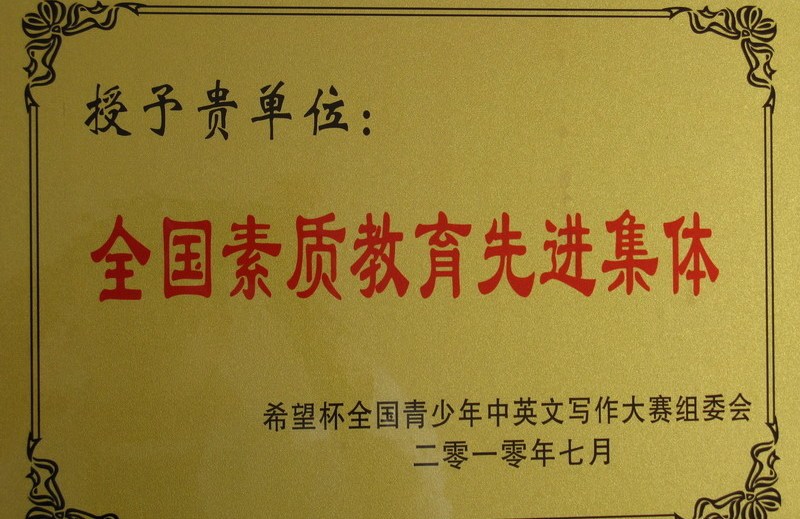 授予贵单位：
全国素质教育先进集体
希望杯全国青少年中英文写作大赛组委会
二零一零年七月